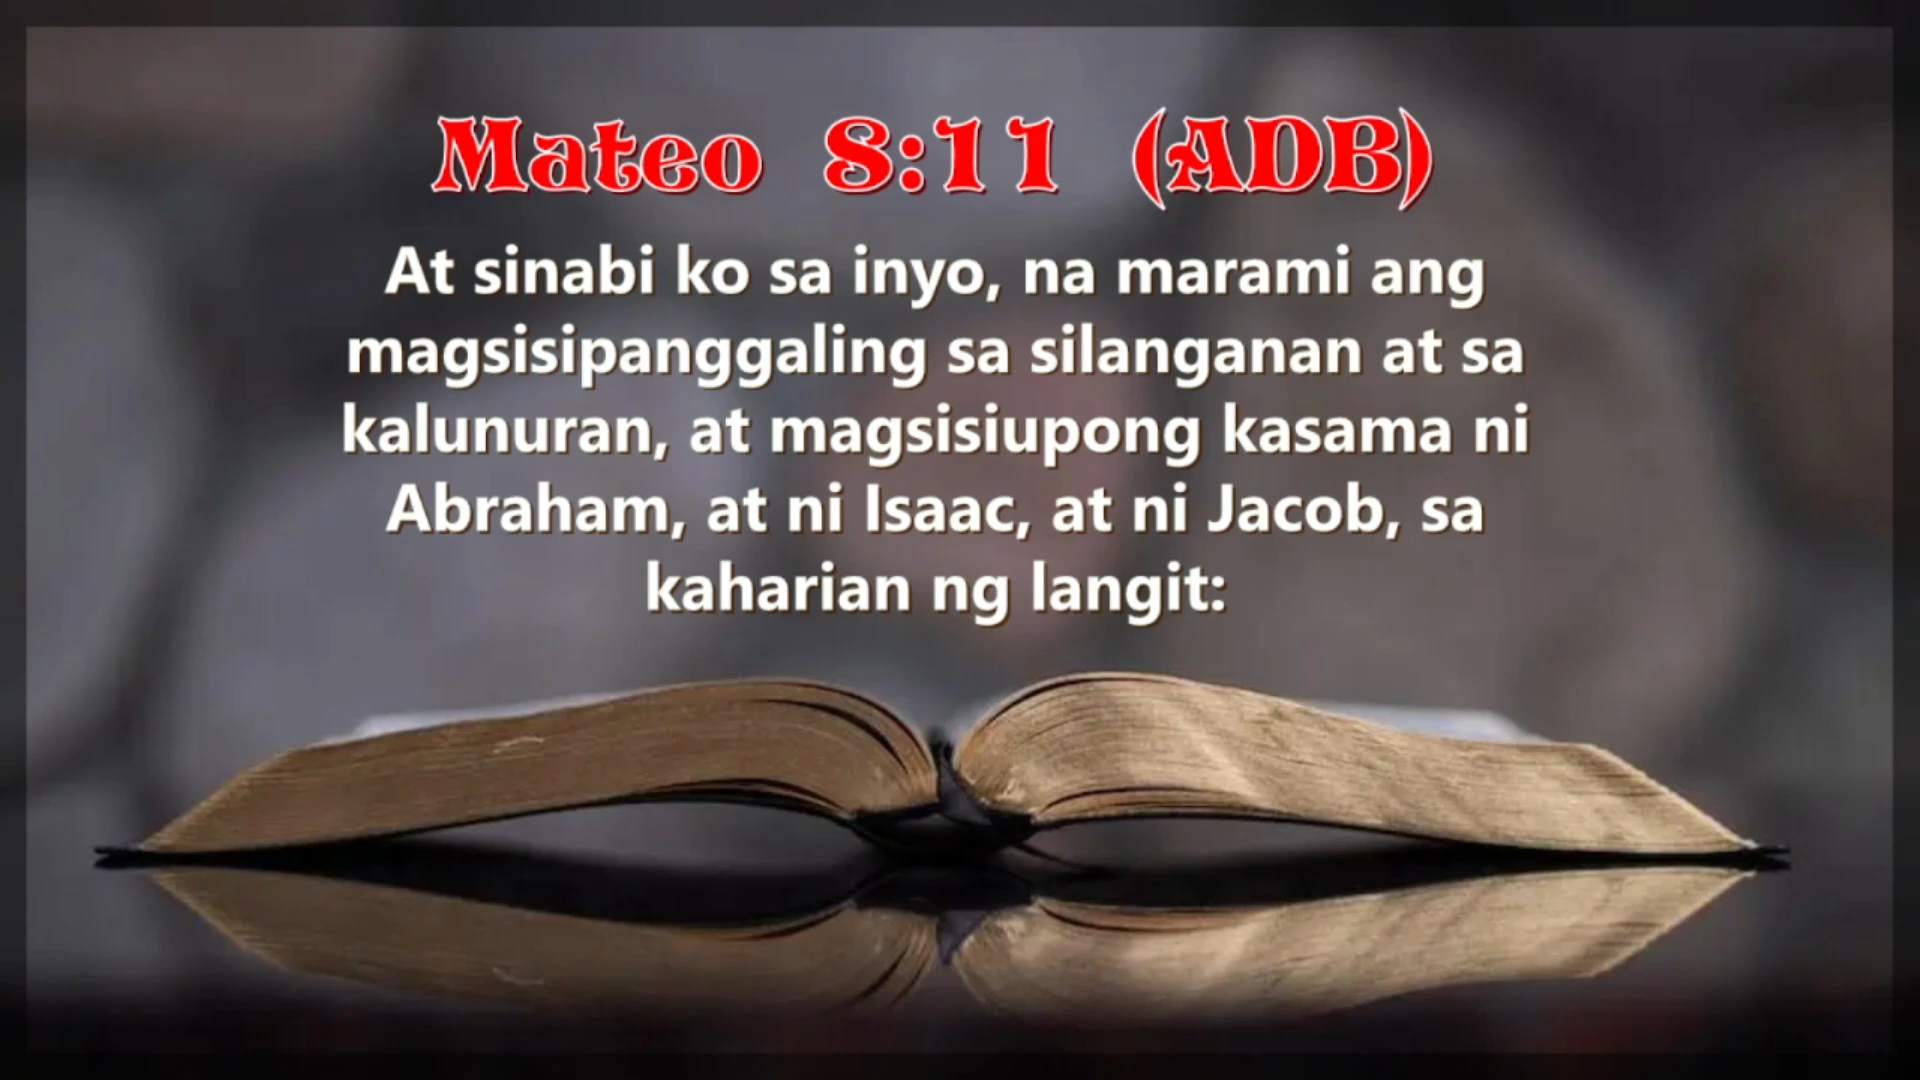 Mateo 8:11 (ADB)
At sinabi ko sa inyo, na marami ang
magsisipanggaling sa silanganan at sa
kalunuran, at magsisiupong kasama ni
Abraham, at ni Isaac, at ni Jacob, sa
kaharian ng langit: